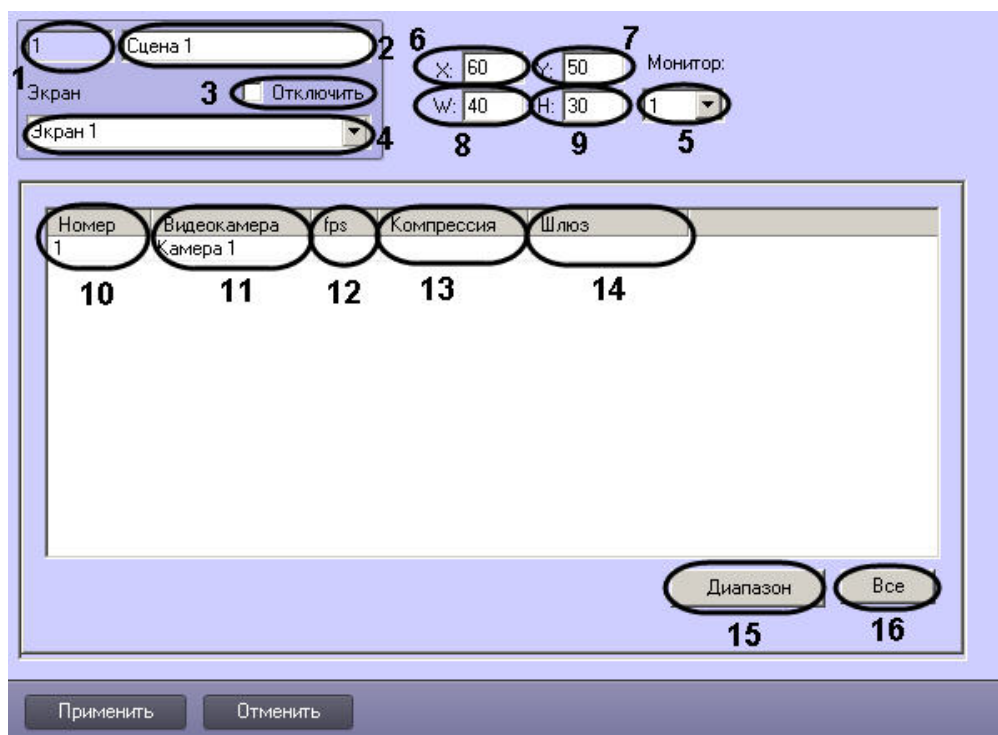 1 Сцена 1 2 6 7
X: 60 Y: 50 Монитор:
1 Экран 3 Отключить W: 40 H: 30 1
Экран 1 4 8 9 5
Номер Видеокамера fps Компрессия Шлюз
1 Камера 1
10 11 12 13 14
Диапазон Все
15 16
Применить Отменить